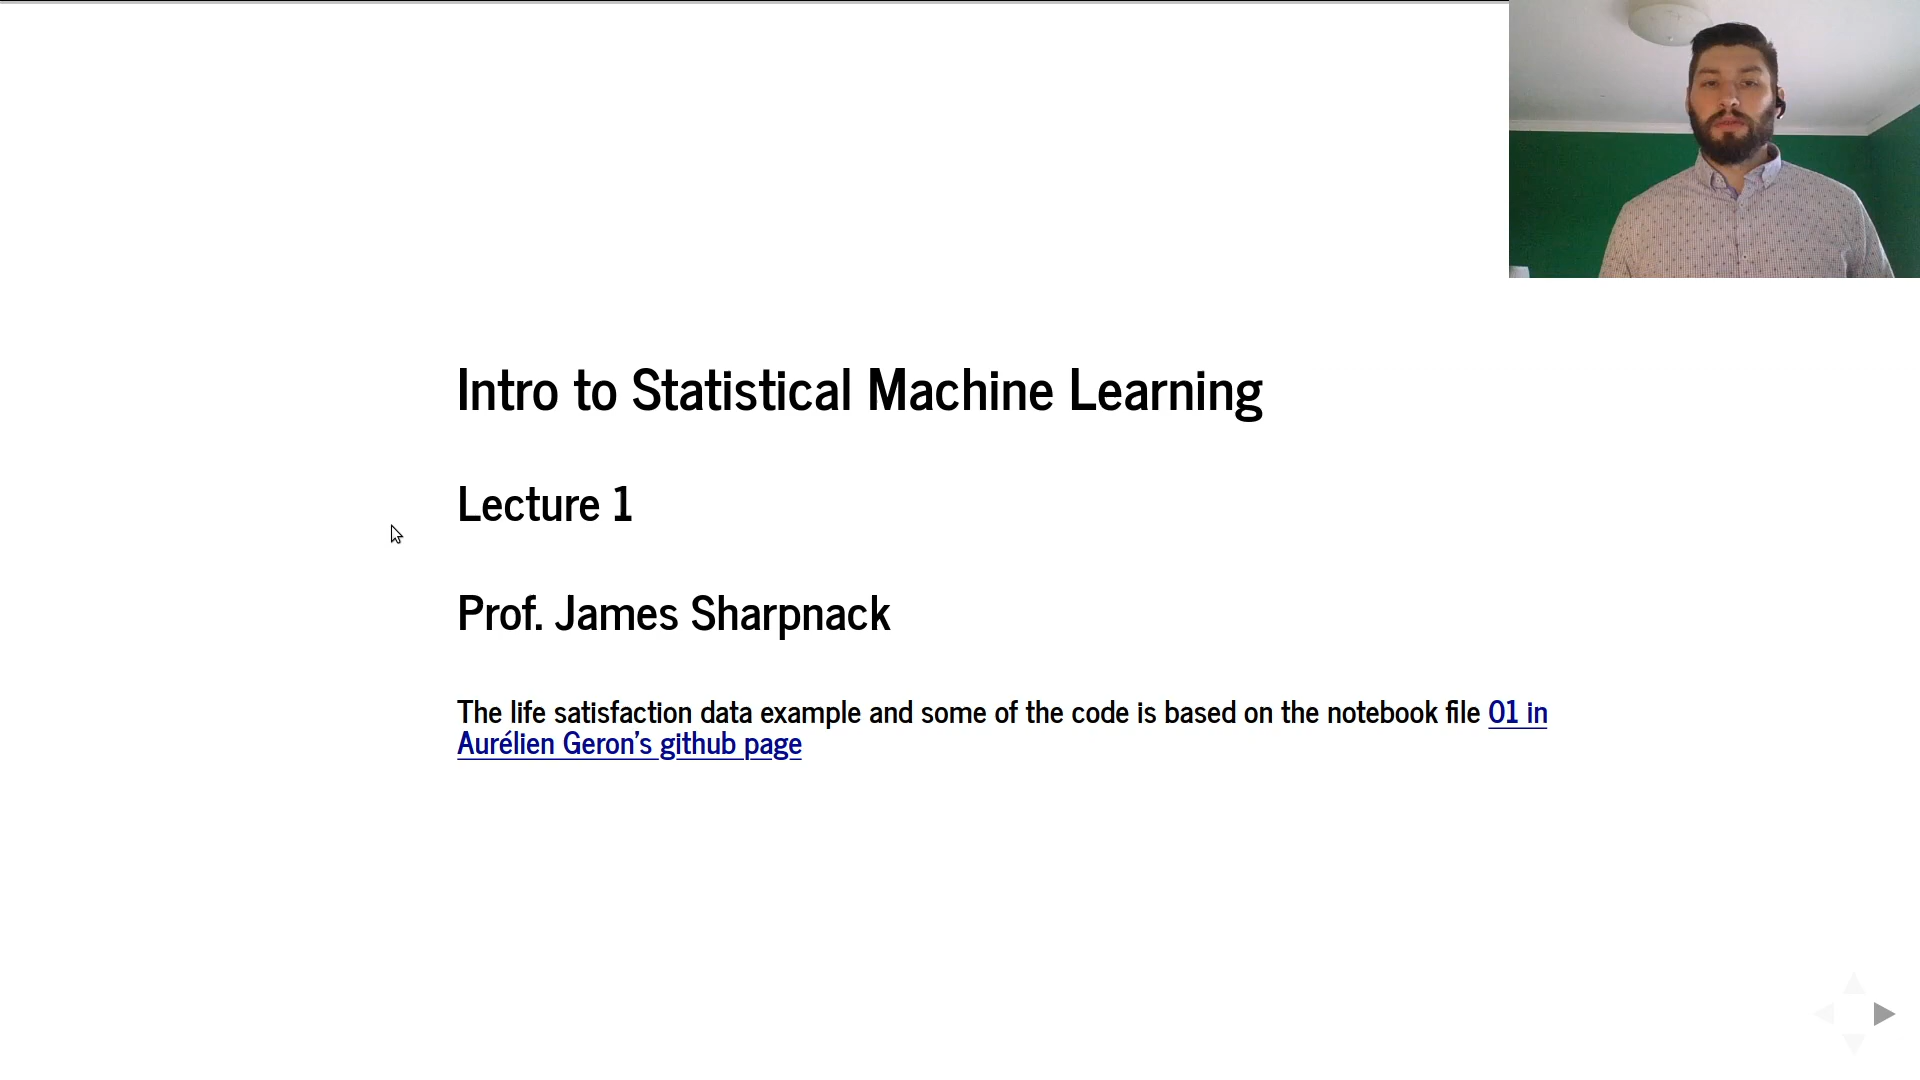 Intro to Statistical Machine Learning
Lecture 1
Prof. James Sharpnack
The life satisfaction data example and some of the code is based on the notebook file 01 in
Aurélien Geron's github page